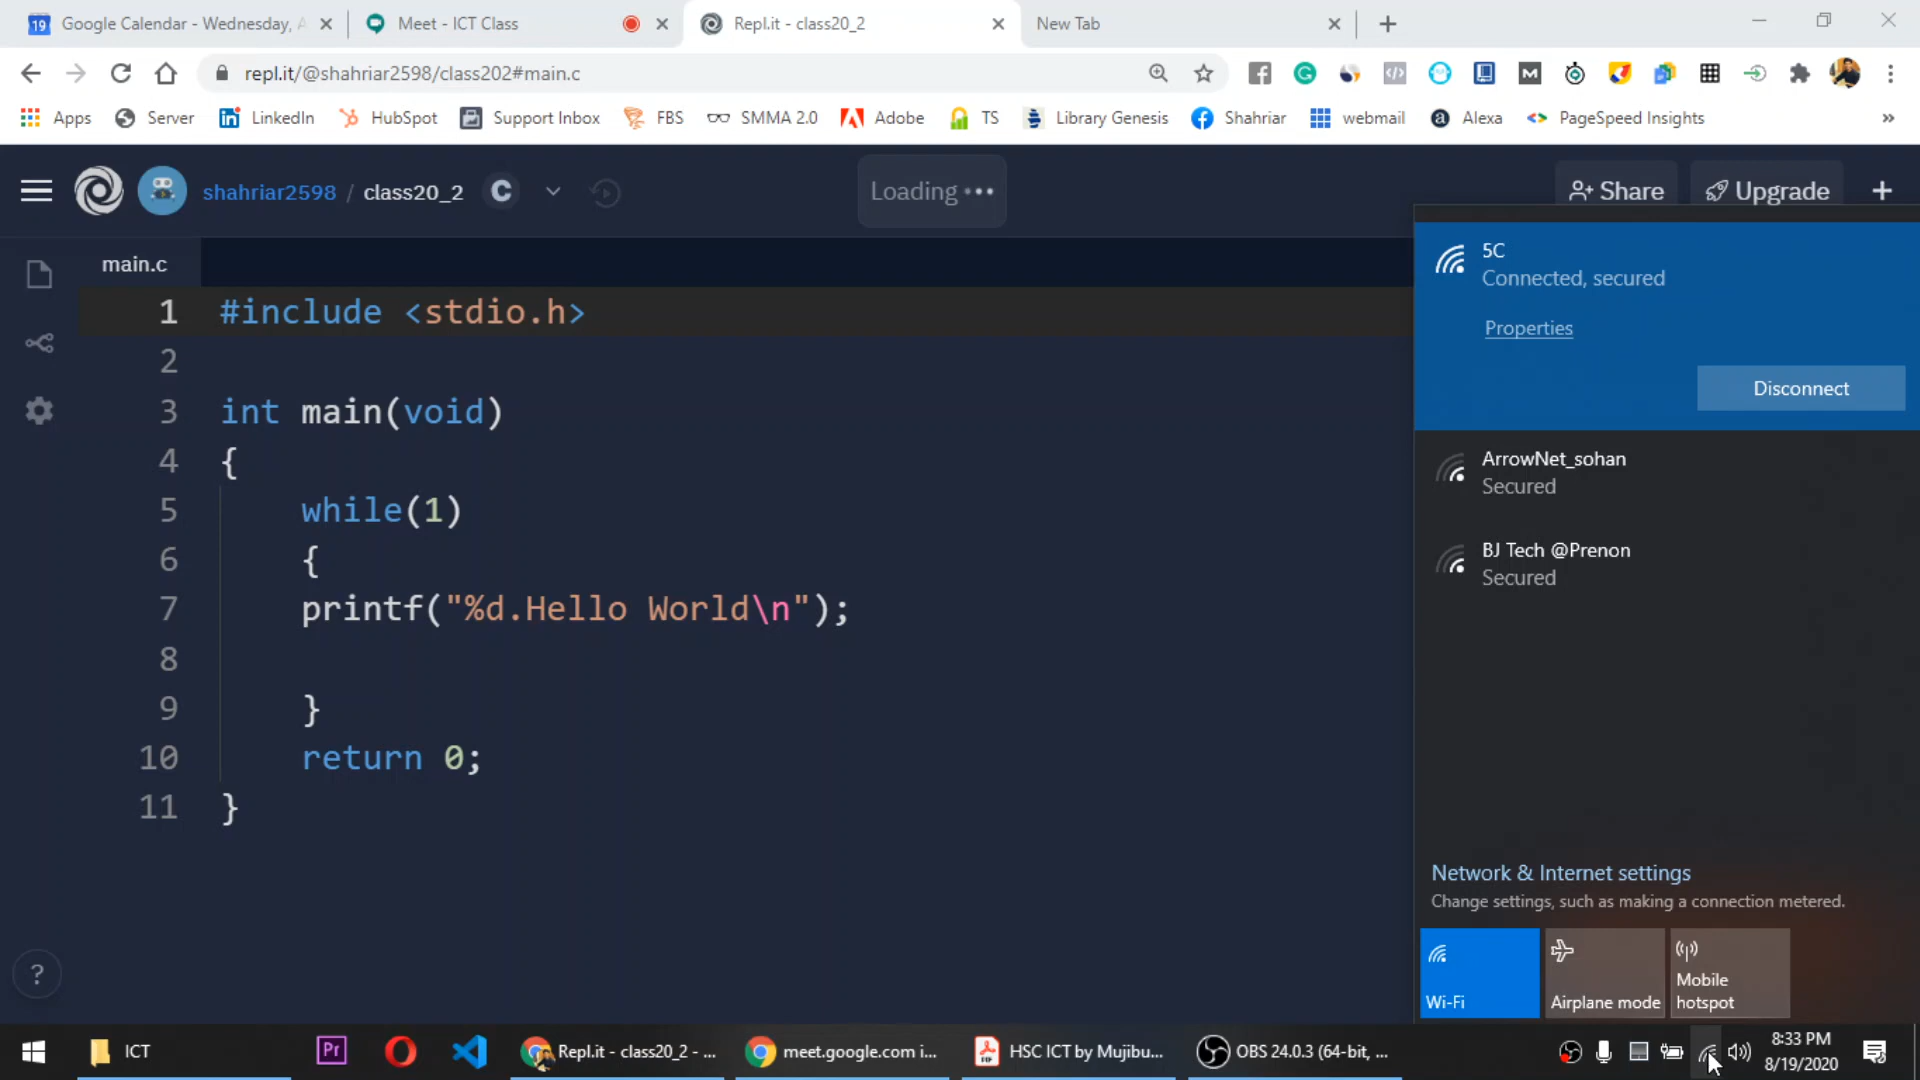 Google Calendar - Wednesday, A
Meet - ICT Class
Repl.it - class20_2
New Tab
repl.it/@shahriar2598/class202#main.c
Apps
Server
LinkedIn
HubSpot
Support Inbox
FBS
SMMA 2.0
Adobe
TS
Library Genesis
Shahriar
webmail
Alexa
PageSpeed Insights
shahriar2598 / class20_2
C
Loading •••
Share
Upgrade
main.c
1 #include <stdio.h>
2
3 int main(void)
4 {
5 while(1)
6 {
7 printf("%d.Hello World\n");
8
9 }
10 return 0;
11 }
5C
Connected, secured
Properties
Disconnect
ArrowNet_sohan
Secured
BJ Tech @Prenon
Secured
Network & Internet settings
Change settings, such as making a connection metered.
Wi-Fi
Airplane mode
Mobile
hotspot
?
ICT
Pr
Repl.it - class20_2 - ...
meet.google.com i...
HSC ICT by Mujibu...
OBS 24.0.3 (64-bit, ...
8:33 PM
8/19/2020